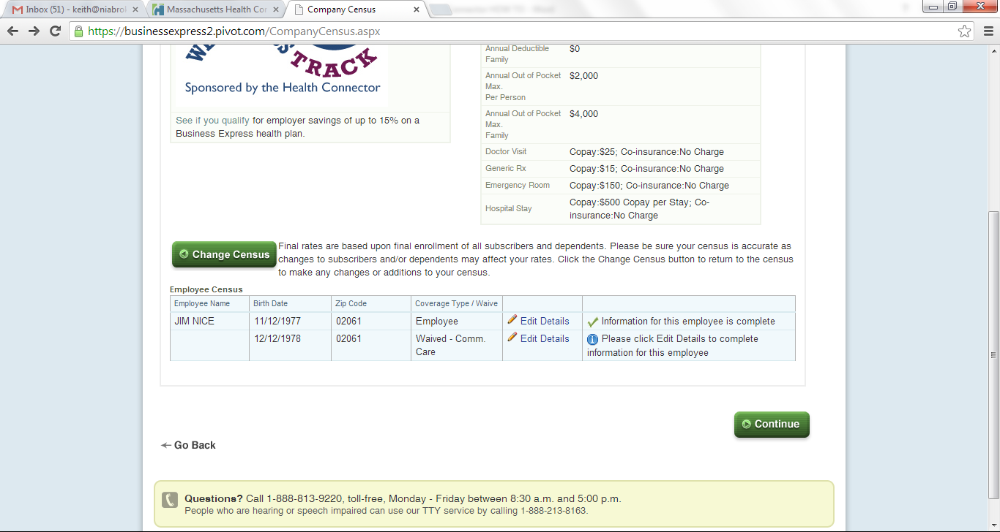 Inbox (51) - keith@niabrol
Massachusetts Health Cor
Company Census
https://businessexpress2.pivot.com/CompanyCensus.aspx
TRACK
Sponsored by the Health Connector
See if you qualify for employer savings of up to 15% on a
Business Express health plan.
Annual Deductible
Family
$0
Annual Out of Pocket
Max.
Per Person
$2,000
Annual Out of Pocket
Max.
Family
$4,000
Doctor Visit
Copay:$25; Co-insurance:No Charge
Generic Rx
Copay:$15; Co-insurance:No Charge
Emergency Room
Copay:$150; Co-insurance:No Charge
Hospital Stay
Copay:$500 Copay per Stay; Co-
insurance:No Charge
Change Census
Final rates are based upon final enrollment of all subscribers and dependents. Please be sure your census is accurate as
changes to subscribers and/or dependents may affect your rates. Click the Change Census button to return to the census
to make any changes or additions to your census.
Employee Census
Employee Name Birth Date Zip Code Coverage Type / Waive
JIM NICE 11/12/1977 02061 Employee Edit Details Information for this employee is complete
12/12/1978 02061 Waived - Comm.
Care
Edit Details
Please click Edit Details to complete
information for this employee
Continue
Go Back
Questions? Call 1-888-813-9220, toll-free, Monday - Friday between 8:30 a.m. and 5:00 p.m.
People who are hearing or speech impaired can use our TTY service by calling 1-888-213-8163.